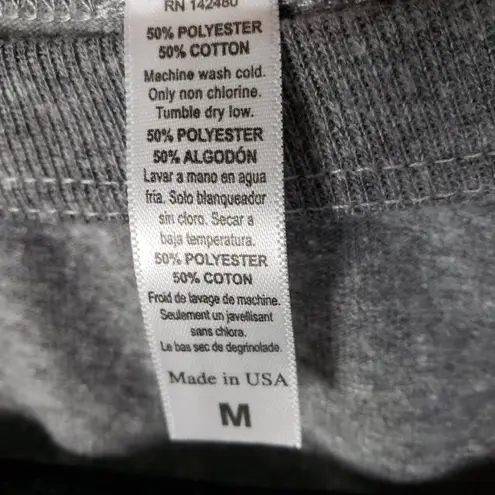 RN 142480
50% POLYESTER
50% COTTON
Machine wash cold.
Only non chlorine.
Tumble dry low.
50% POLYESTER
50% ALGODÓN
Lavar a mano en agua
fría. Solo blanqueador
sin cloro. Secar a
baja temperatura.
50% POLYESTER
50% COTON
Froid de lavage de machine.
Seulement un javellisant
sans chlora.
Le bas sec de degrinolade.
Made in USA
M